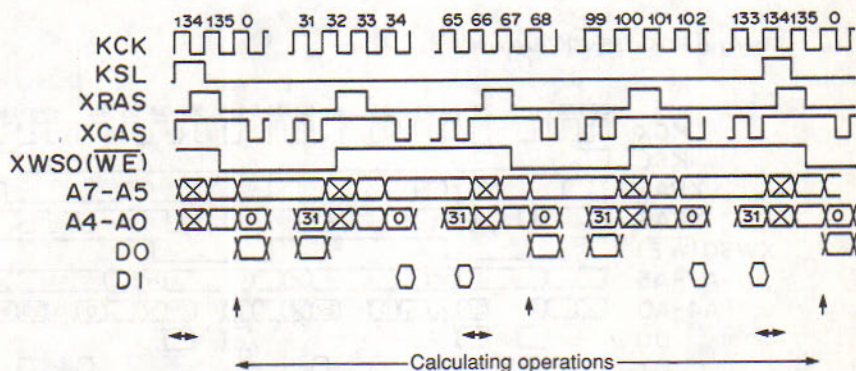 134 135 0 31 32 33 34 65 66 67 68 99 100 101 102 133 134 135 0
KCK
KSL
XRAS
XCAS
XWSO(WE)
A7-A5
A4-A0 0 31 0 31 0 31 0 31 0
DO
DI
Calculating operations